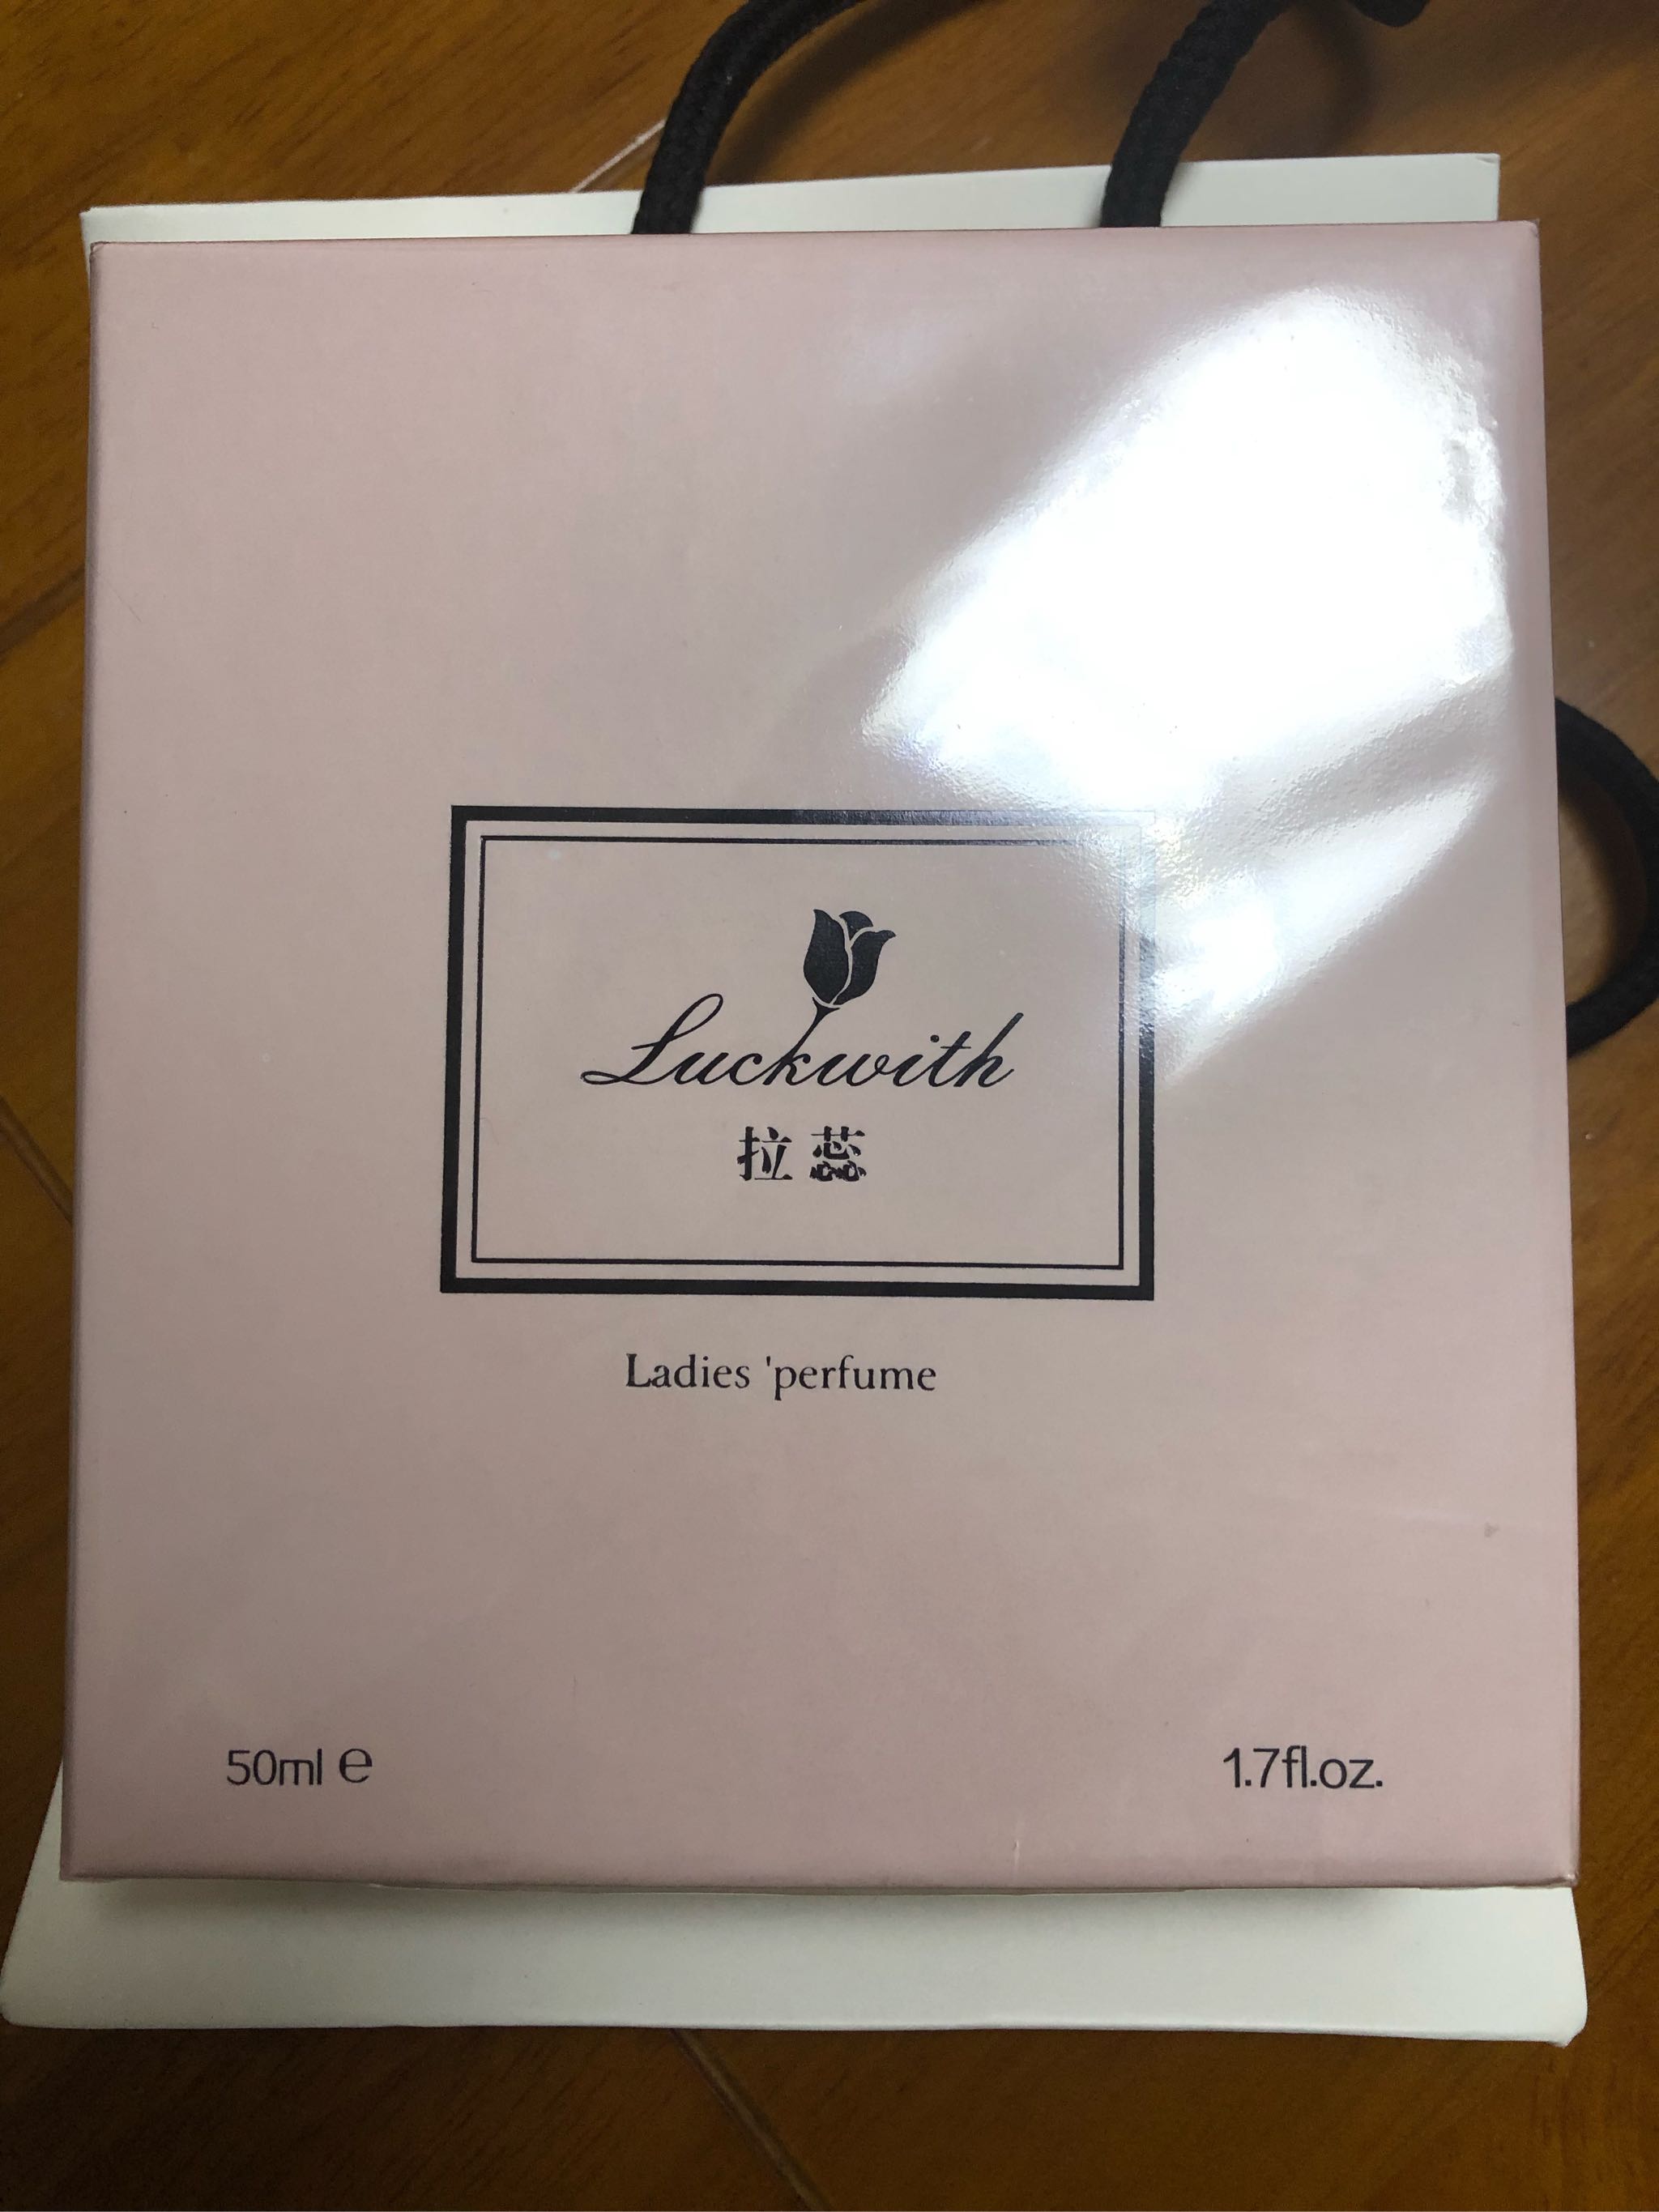 Luckwith
拉蕊
Ladies 'perfume
50ml ℮
1.7fl.oz.